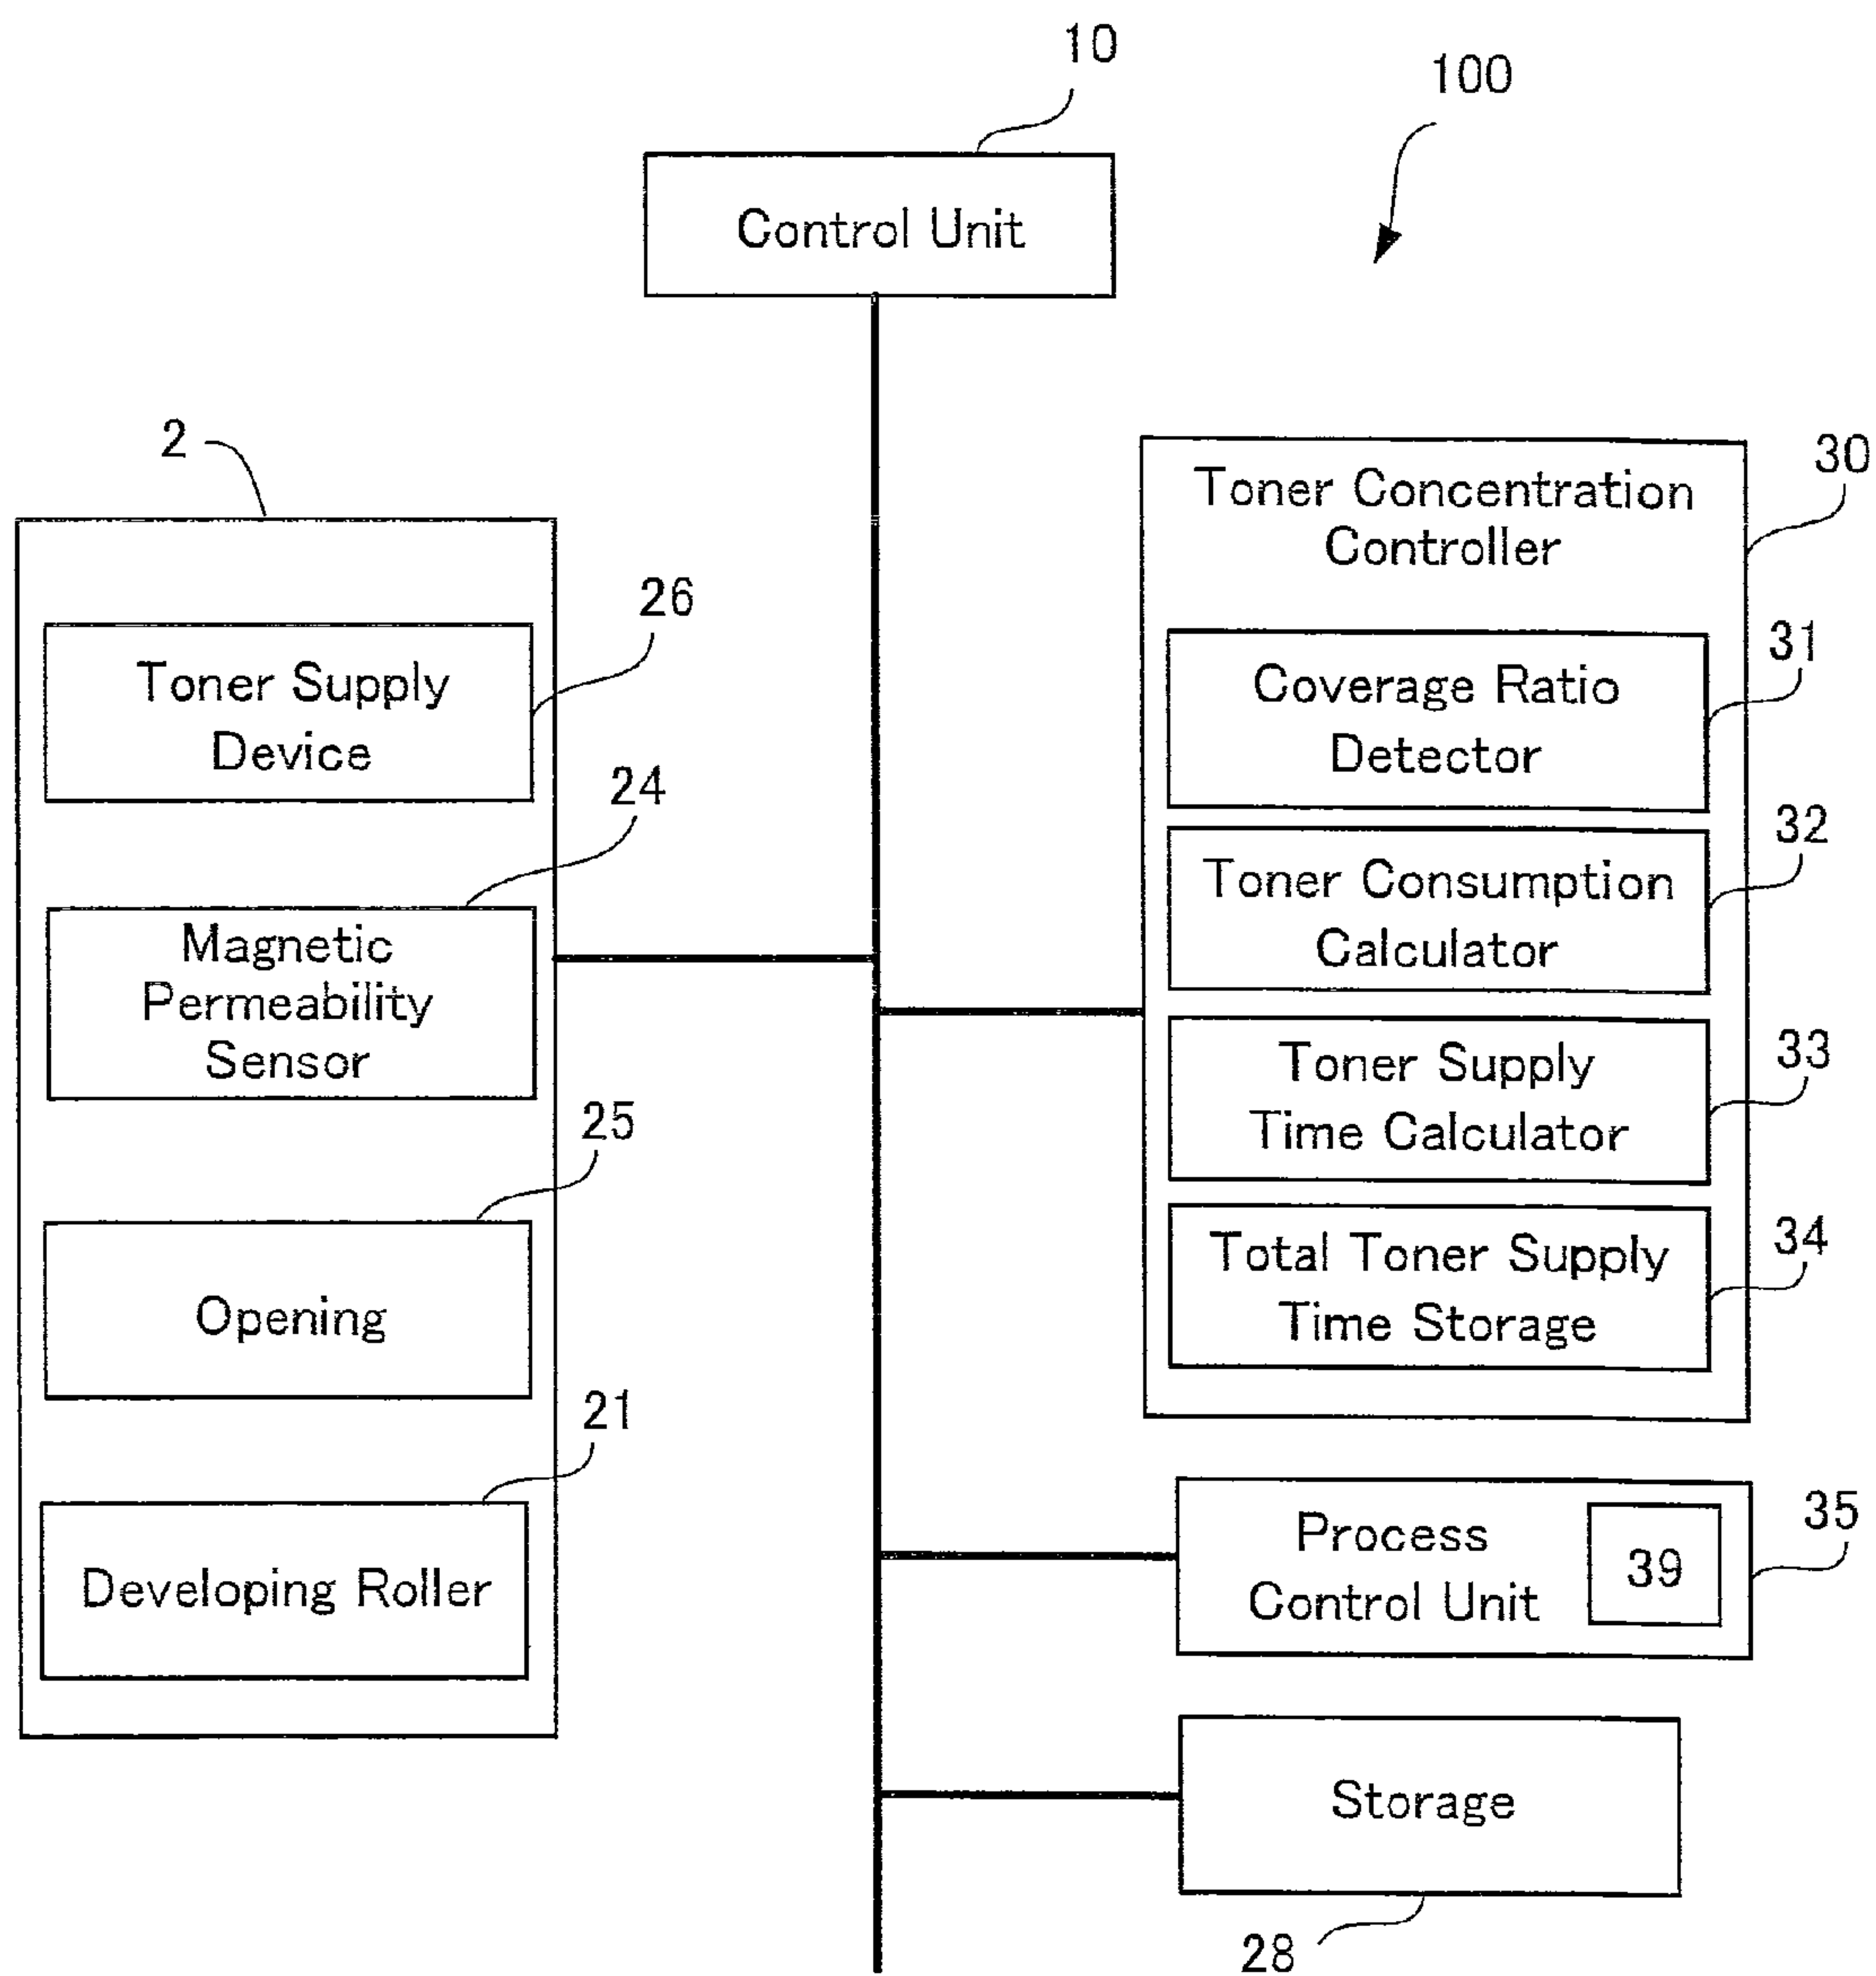 10
100
Control Unit
2
30
Toner Concentration
Controller
26
Toner Supply
Device
31
Coverage Ratio
Detector
24
Magnetic
Permeability
Sensor
32
Toner Consumption
Calculator
33
Toner Supply
Time Calculator
25
Opening
34
Total Toner Supply
Time Storage
21
Developing Roller
35
Process
Control Unit
39
Storage
28